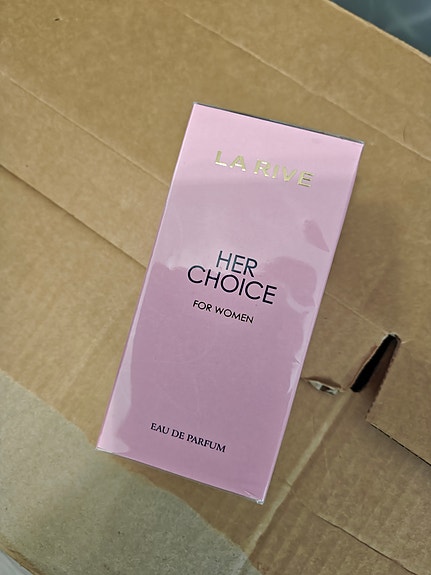 LA RIVE
HER
CHOICE
FOR WOMEN
EAU DE PARFUM